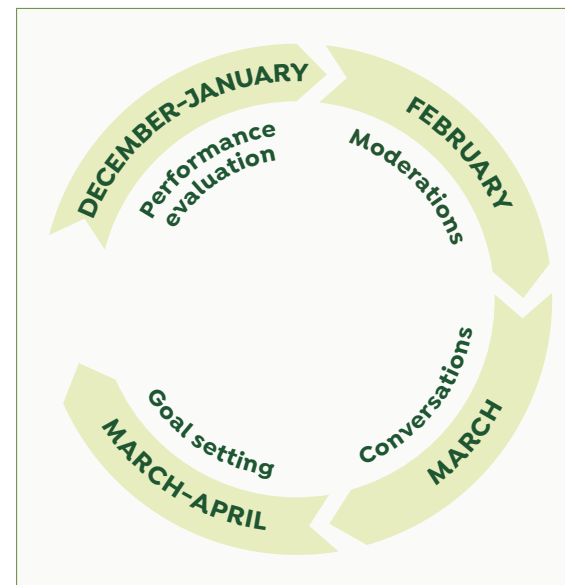 DECEMBER–JANUARY
Performance
evaluation
FEBRUARY
Moderations
MARCH
Conversations
MARCH–APRIL
Goal setting